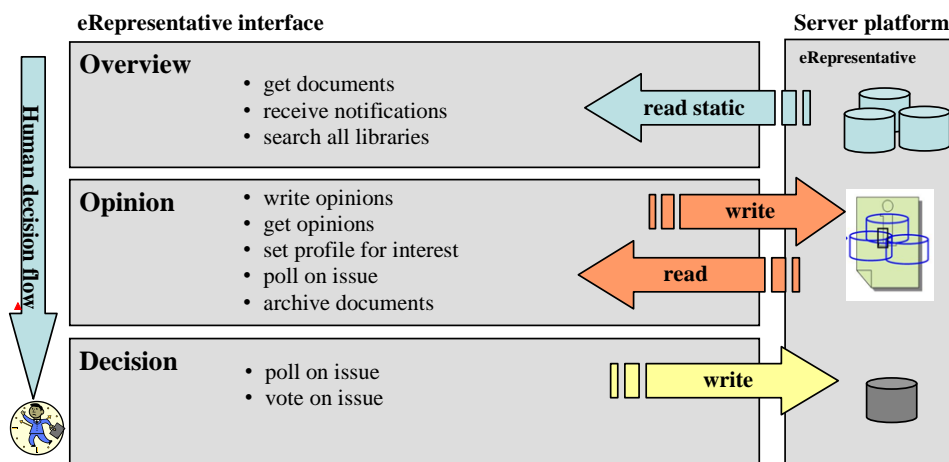 eRepresentative interface
Server platform
Human decision flow
Overview
• get documents
• receive notifications
• search all libraries
read static
eRepresentative
Opinion
• write opinions
• get opinions
• set profile for interest
• poll on issue
• archive documents
write
read
Decision
• poll on issue
• vote on issue
write